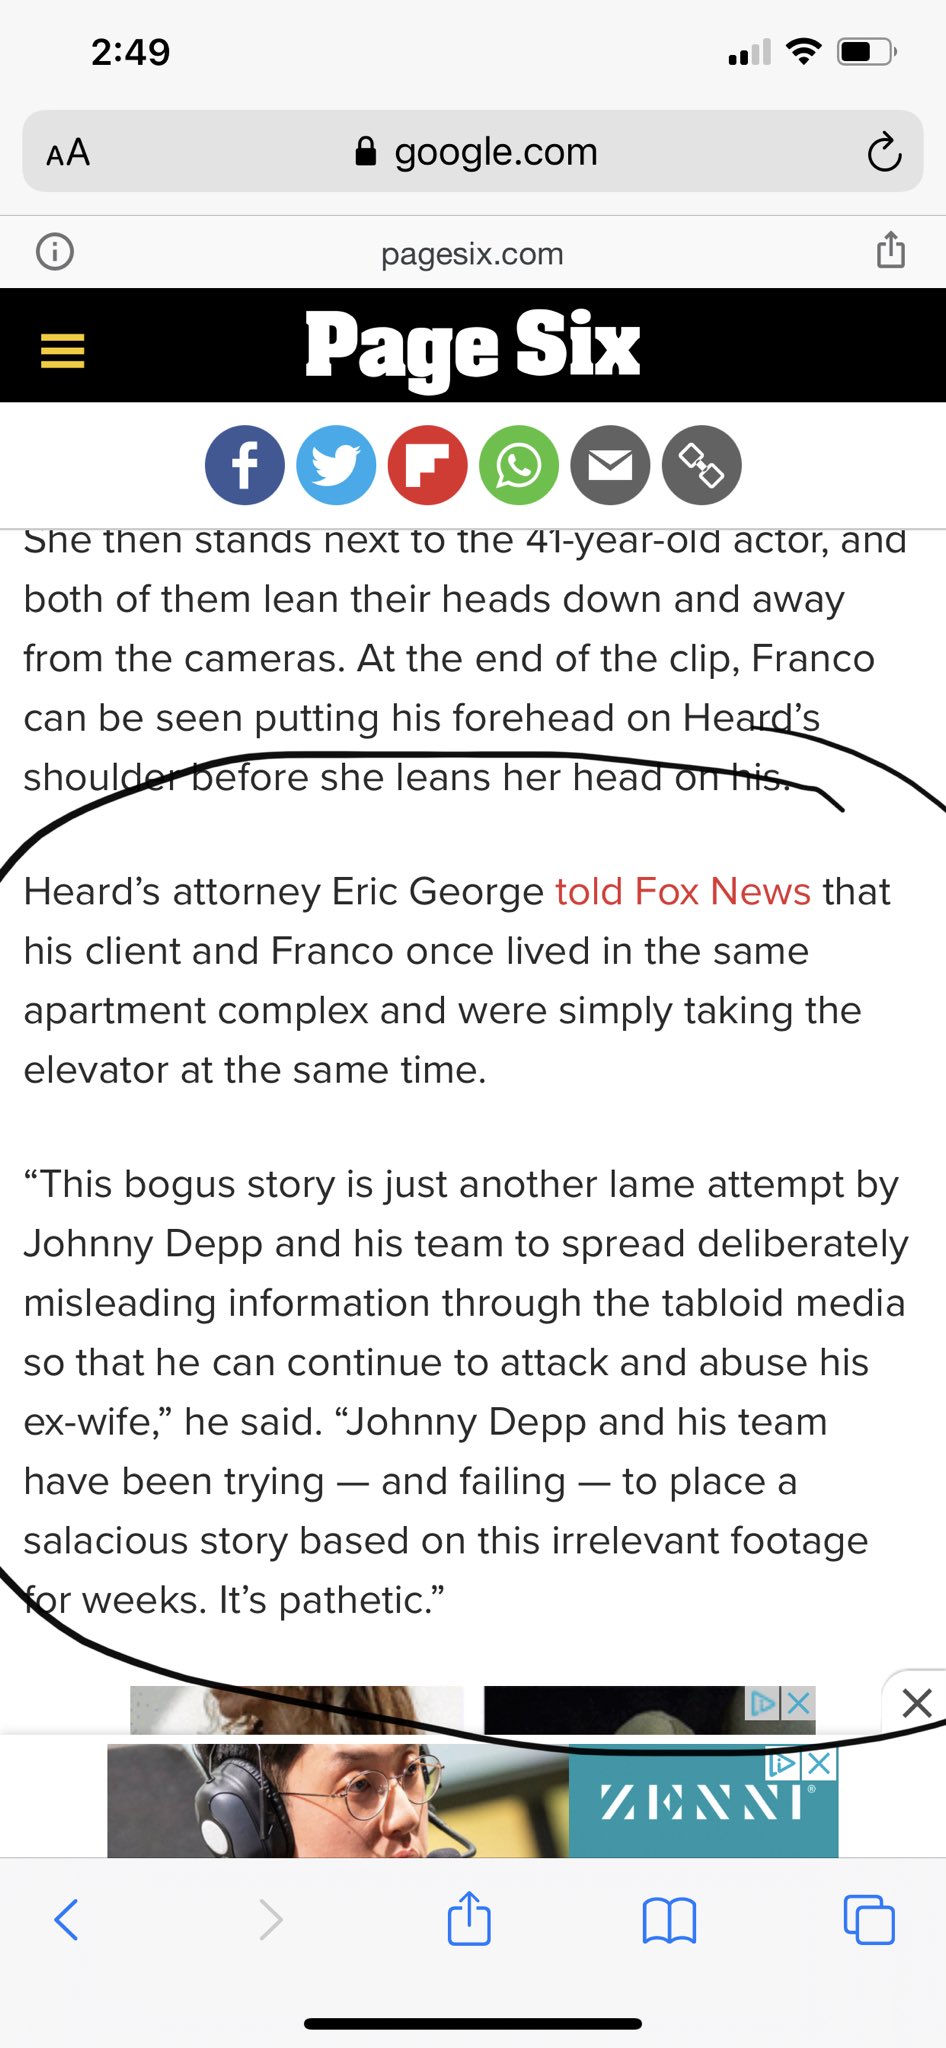 2:49
AA google.com
pagesix.com
Page Six
She then stands next to the 41-year-old actor, and
both of them lean their heads down and away
from the cameras. At the end of the clip, Franco
can be seen putting his forehead on Heard’s
shoulder before she leans her head on his.
Heard’s attorney Eric George told Fox News that
his client and Franco once lived in the same
apartment complex and were simply taking the
elevator at the same time.
“This bogus story is just another lame attempt by
Johnny Depp and his team to spread deliberately
misleading information through the tabloid media
so that he can continue to attack and abuse his
ex-wife,” he said. “Johnny Depp and his team
have been trying — and failing — to place a
salacious story based on this irrelevant footage
for weeks. It’s pathetic.”
ZENNI®